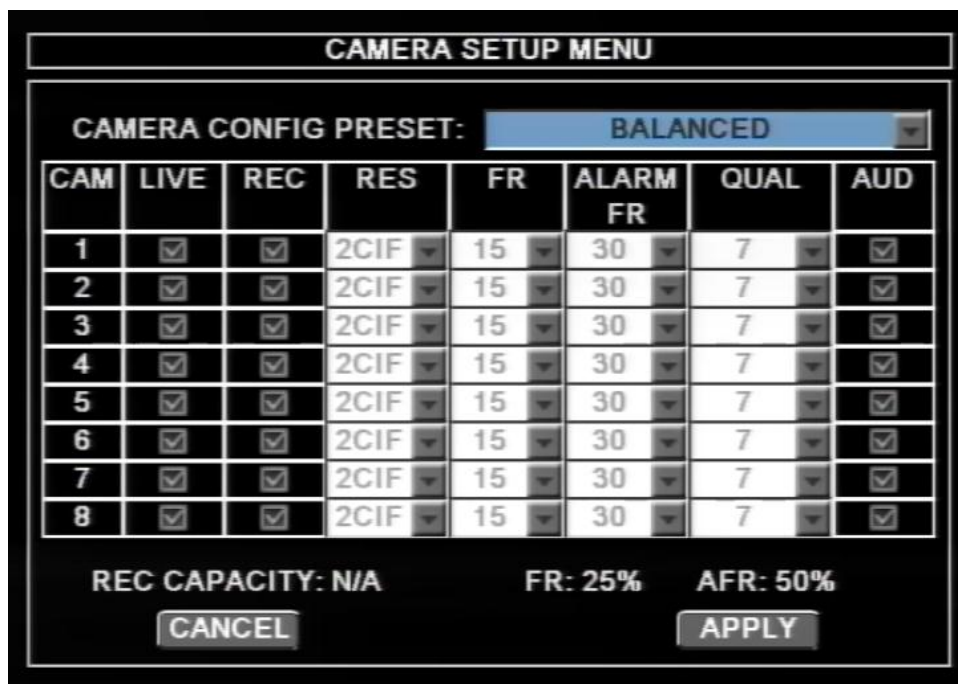 CAMERA SETUP MENU
CAMERA CONFIG PRESET: BALANCED
CAM LIVE REC RES FR ALARM FR QUAL AUD
1 2CIF 15 30 7
2 2CIF 15 30 7
3 2CIF 15 30 7
4 2CIF 15 30 7
5 2CIF 15 30 7
6 2CIF 15 30 7
7 2CIF 15 30 7
8 2CIF 15 30 7
REC CAPACITY: N/A FR: 25% AFR: 50%
CANCEL APPLY